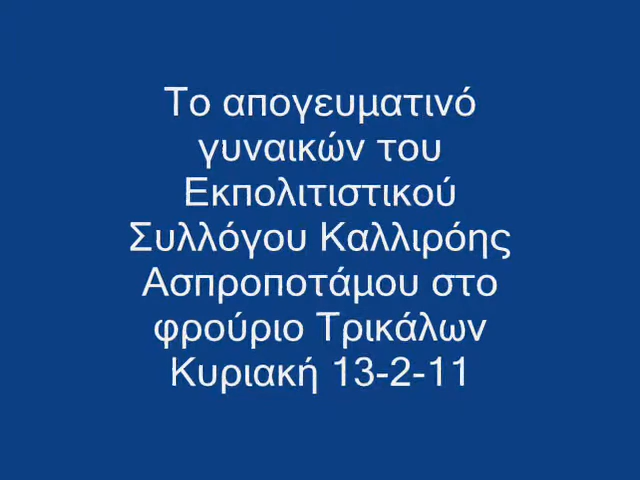 Το απογευματινό
γυναικών του
Εκπολιτιστικού
Συλλόγου Καλλιρόης
Ασπροποτάμου στο
φρούριο Τρικάλων
Κυριακή 13-2-11